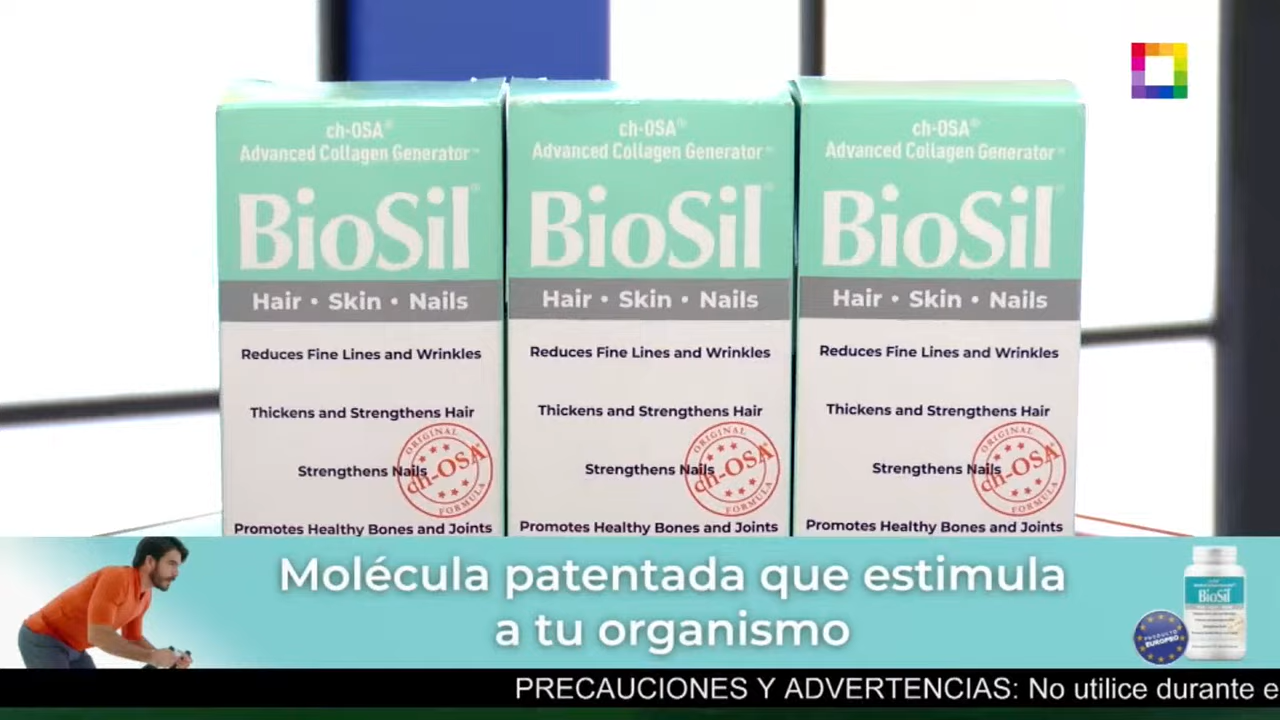 ch-OSA®
Advanced Collagen Generator™
BioSil®
Hair • Skin • Nails
Reduces Fine Lines and Wrinkles
Thickens and Strengthens Hair
Strengthens Nails
ORIGINAL
ch-OSA®
FORMULA
Promotes Healthy Bones and Joints
ch-OSA®
Advanced Collagen Generator™
BioSil®
Hair • Skin • Nails
Reduces Fine Lines and Wrinkles
Thickens and Strengthens Hair
Strengthens Nails
ORIGINAL
ch-OSA®
FORMULA
Promotes Healthy Bones and Joints
ch-OSA®
Advanced Collagen Generator™
BioSil®
Hair • Skin • Nails
Reduces Fine Lines and Wrinkles
Thickens and Strengthens Hair
Strengthens Nails
ORIGINAL
ch-OSA®
FORMULA
Promotes Healthy Bones and Joints
Molécula patentada que estimula
a tu organismo
PRODUCTO
EUROPEO
BioSil
PRECAUCIONES Y ADVERTENCIAS: No utilice durante e